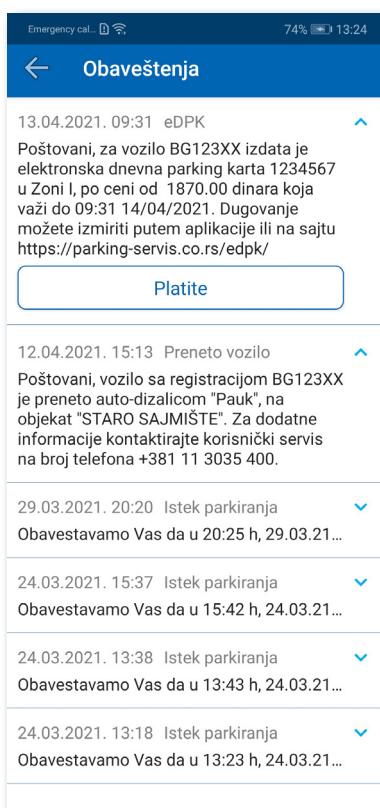 Emergency cal...
74% 13:24
Obaveštenja
13.04.2021. 09:31 eDPK
Poštovani, za vozilo BG123XX izdata je
elektronska dnevna parking karta 1234567
u Zoni I, po ceni od 1870.00 dinara koja
važi do 09:31 14/04/2021. Dugovanje
možete izmiriti putem aplikacije ili na sajtu
https://parking-servis.co.rs/edpk/
Platite
12.04.2021. 15:13 Preneto vozilo
Poštovani, vozilo sa registracijom BG123XX
je preneto auto-dizalicom "Pauk", na
objekat "STARO SAJMIŠTE". Za dodatne
informacije kontaktirajte korisnički servis
na broj telefona +381 11 3035 400.
29.03.2021. 20:20 Istek parkiranja
Obavestavamo Vas da u 20:25 h, 29.03.21...
24.03.2021. 15:37 Istek parkiranja
Obavestavamo Vas da u 15:42 h, 24.03.21...
24.03.2021. 13:38 Istek parkiranja
Obavestavamo Vas da u 13:43 h, 24.03.21...
24.03.2021. 13:18 Istek parkiranja
Obavestavamo Vas da u 13:23 h, 24.03.21...